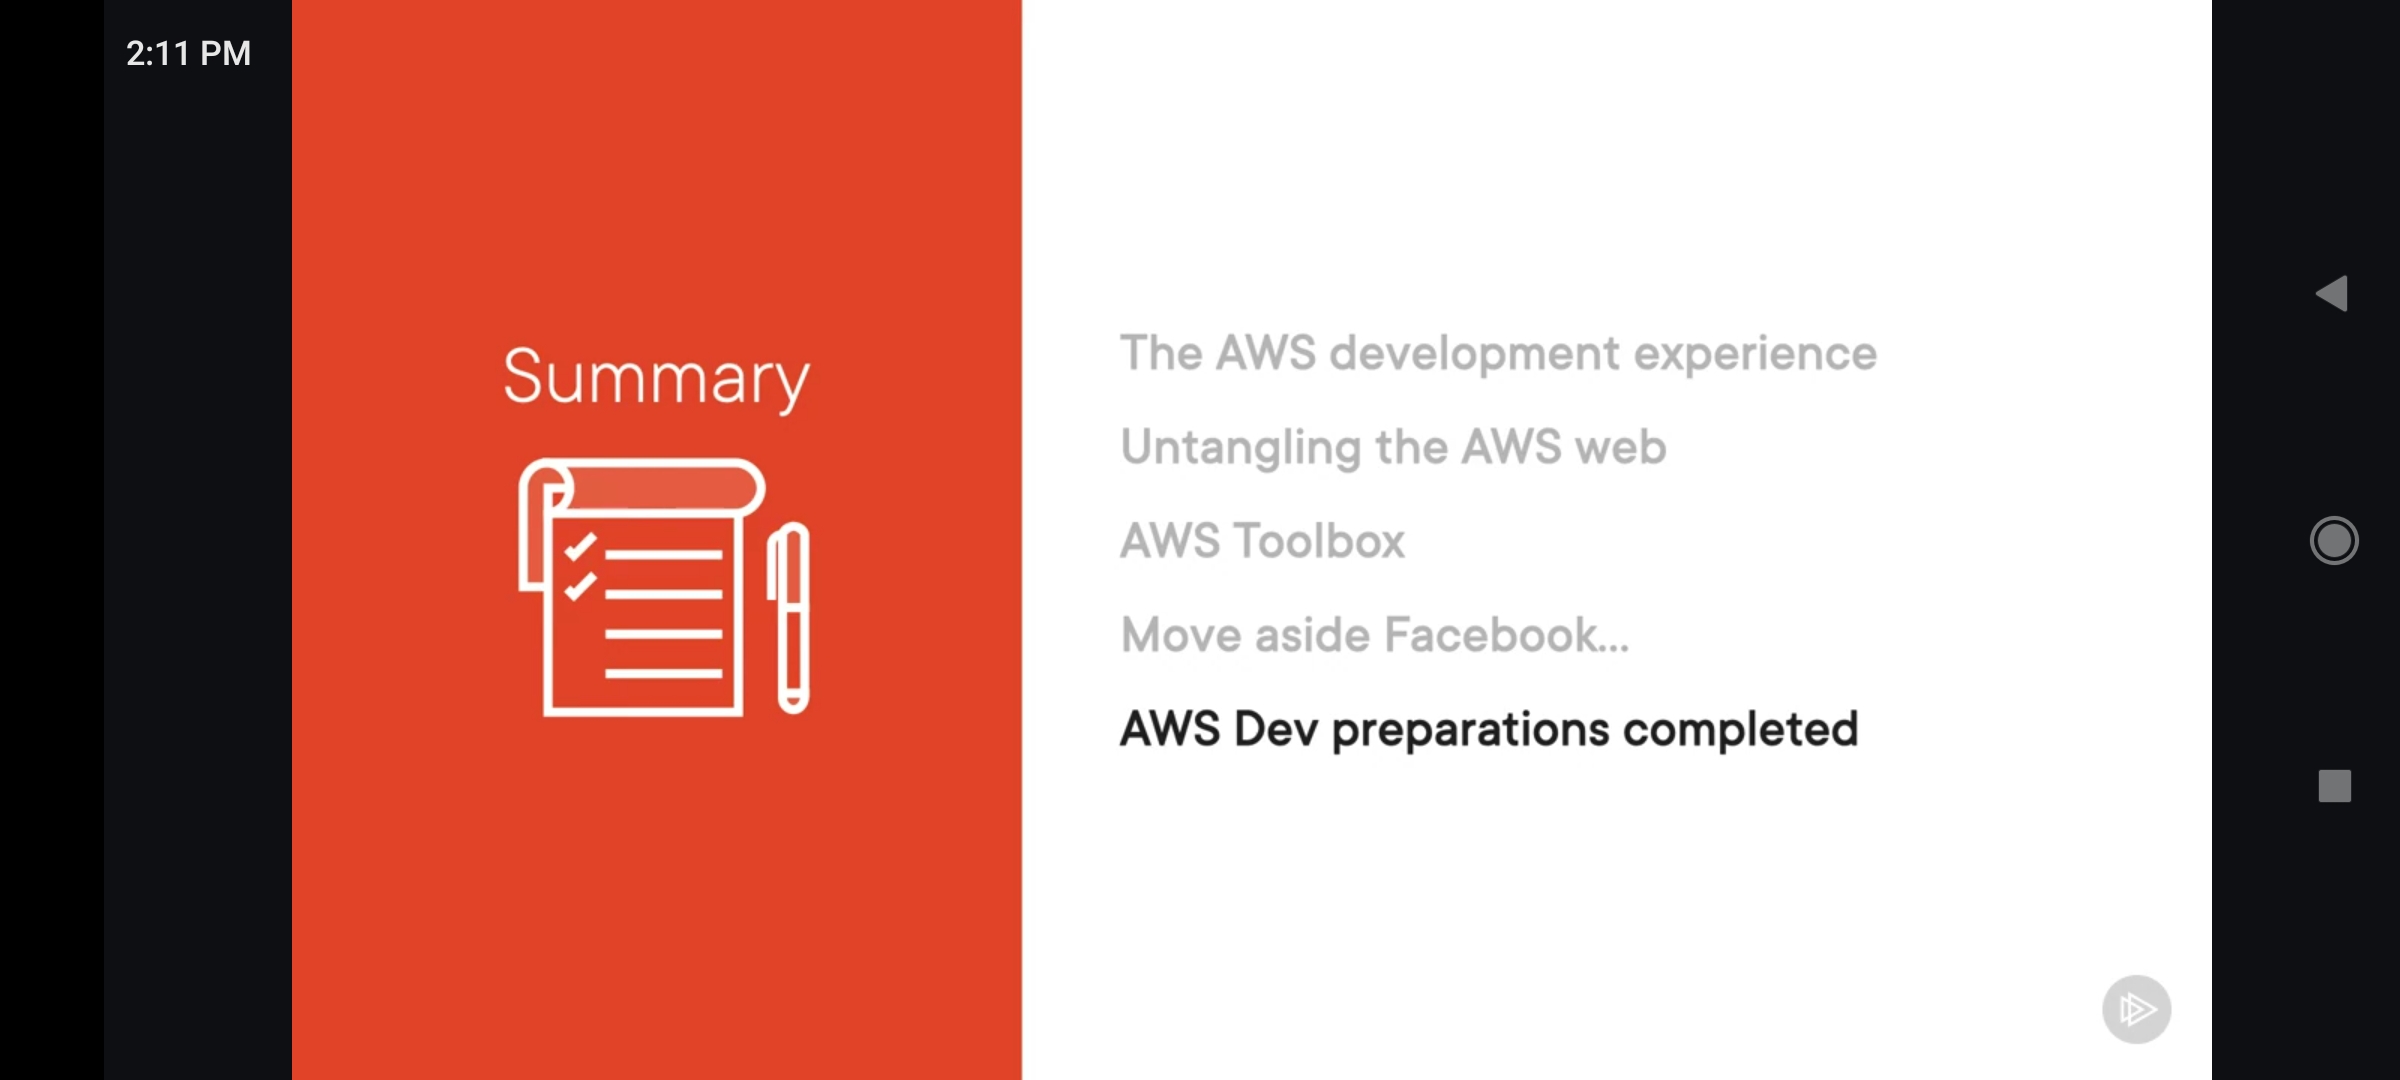 2:11 PM
Summary
The AWS development experience
Untangling the AWS web
AWS Toolbox
Move aside Facebook...
AWS Dev preparations completed